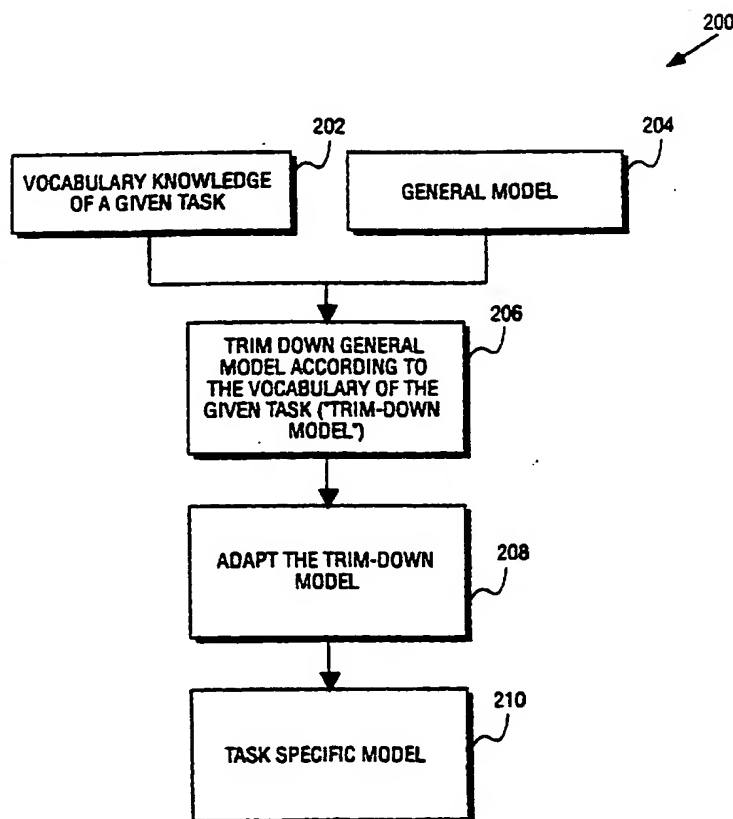 200
202
204
VOCABULARY KNOWLEDGE
OF A GIVEN TASK
GENERAL MODEL
206
TRIM DOWN GENERAL
MODEL ACCORDING TO
THE VOCABULARY OF THE
GIVEN TASK ("TRIM-DOWN
MODEL")
ADAPT THE TRIM-DOWN
MODEL
208
210
TASK SPECIFIC MODEL